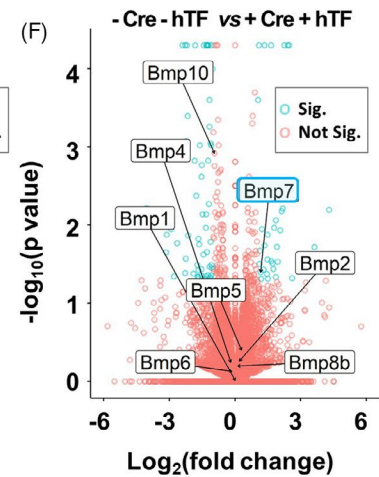 (F)
- Cre - hTF vs + Cre + hTF
Sig.
Not Sig.
Bmp10
Bmp4
Bmp7
Bmp1
Bmp2
Bmp5
Bmp6
Bmp8b
4
3
2
1
0
-log10(p value)
-6 -3 0 3 6
Log2(fold change)